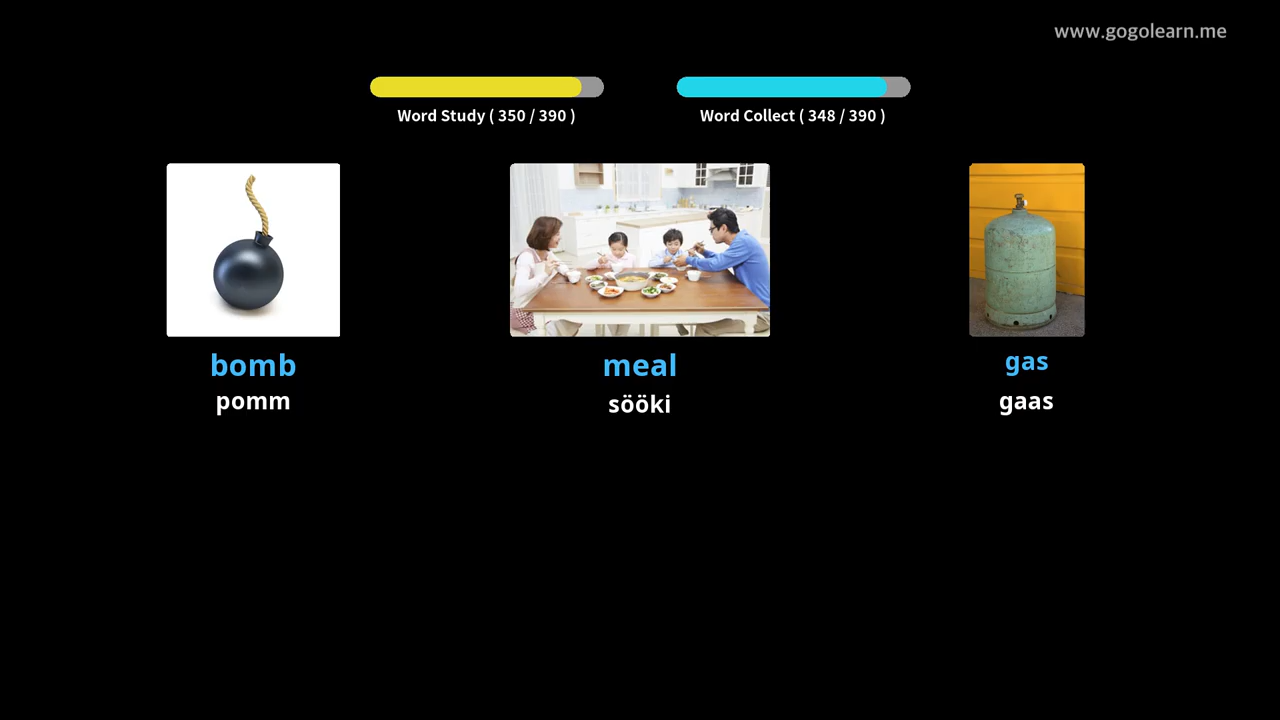 www.gogolearn.me
Word Study ( 350 / 390 )
Word Collect ( 348 / 390 )
bomb
pomm
meal
sööki
gas
gaas